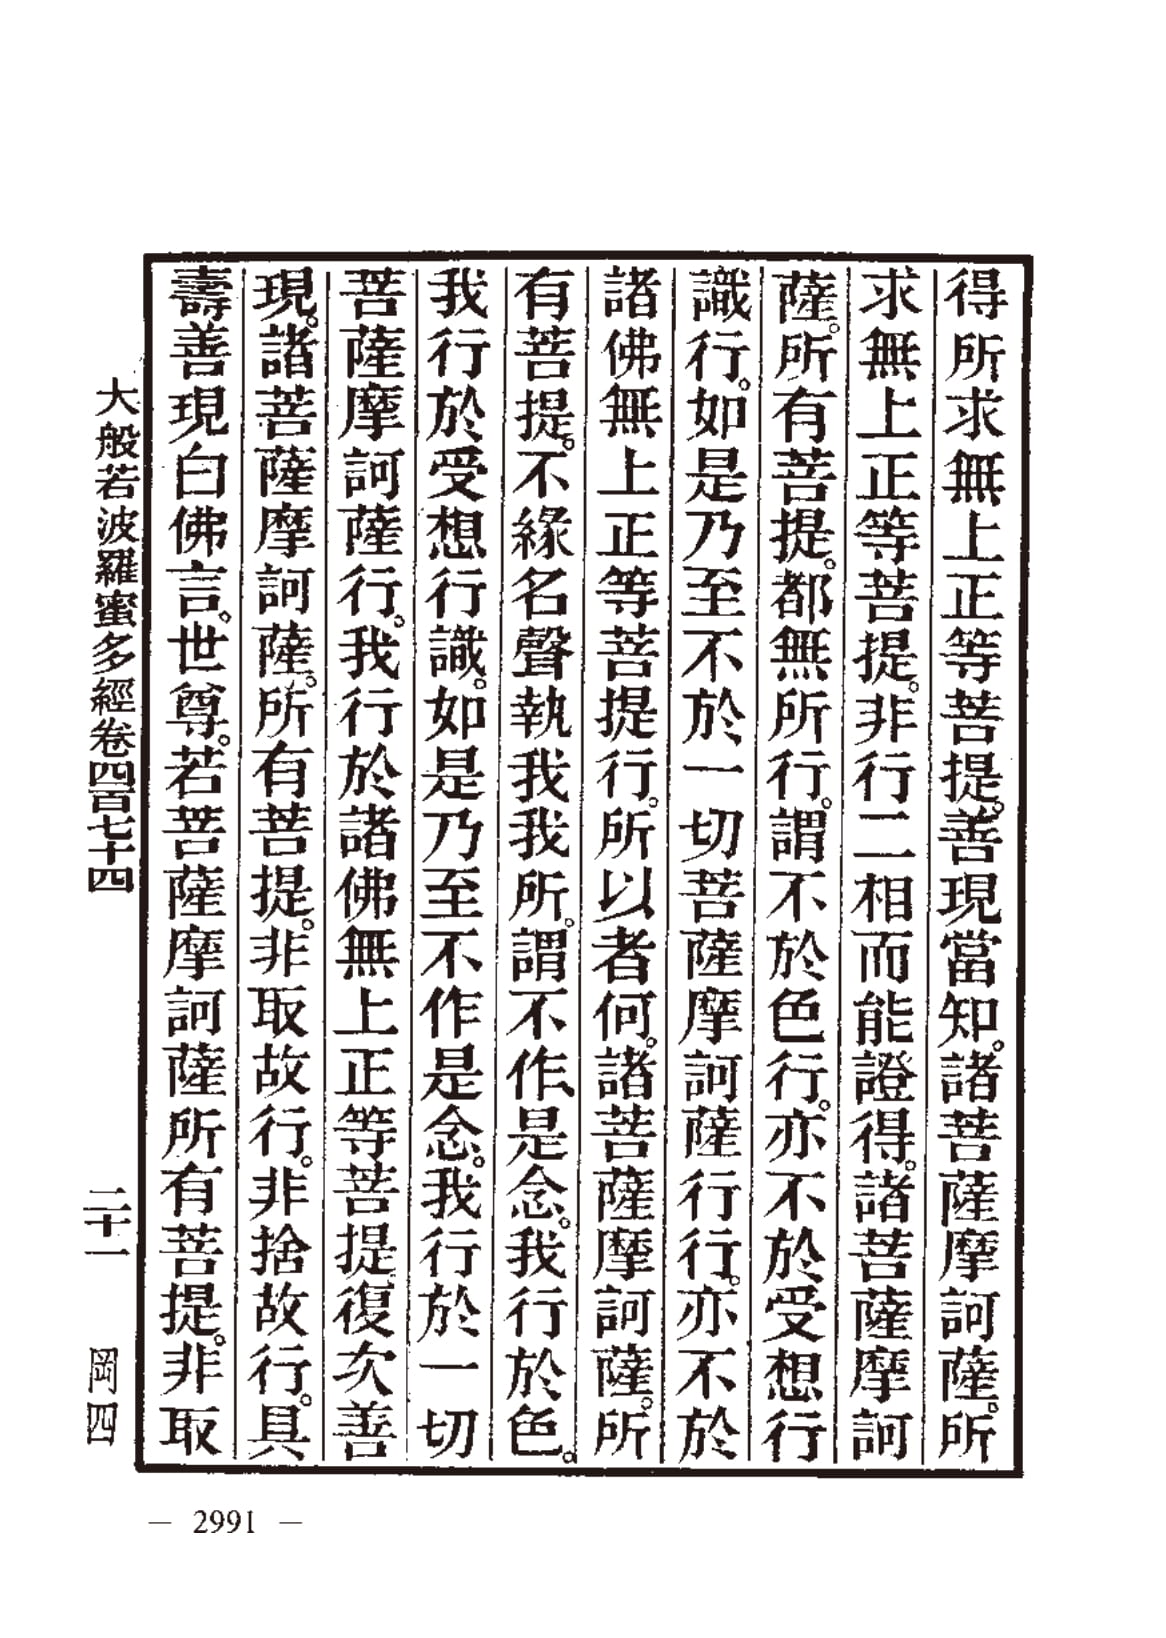 得所求無上正等菩提。善現當知。諸菩薩摩訶薩。所
求無上正等菩提。非行二相而能證得。諸菩薩摩訶
薩。所有菩提。都無所行。謂不於色行。亦不於受想行
識行。如是乃至不於一切菩薩摩訶薩行行。亦不於
諸佛無上正等菩提行。所以者何。諸菩薩摩訶薩。所
有菩提。不緣名聲執我我所。謂不作是念。我行於色。
我行於受想行識。如是乃至不作是念。我行於一切
菩薩摩訶薩行。我行於諸佛無上正等菩提。復次善
現。諸菩薩摩訶薩。所有菩提。非取故行。非捨故行。具
壽善現白佛言。世尊。若菩薩摩訶薩所有菩提。非取
大般若波羅蜜多經卷四百七十四 二十一 岡四
— 2991 —